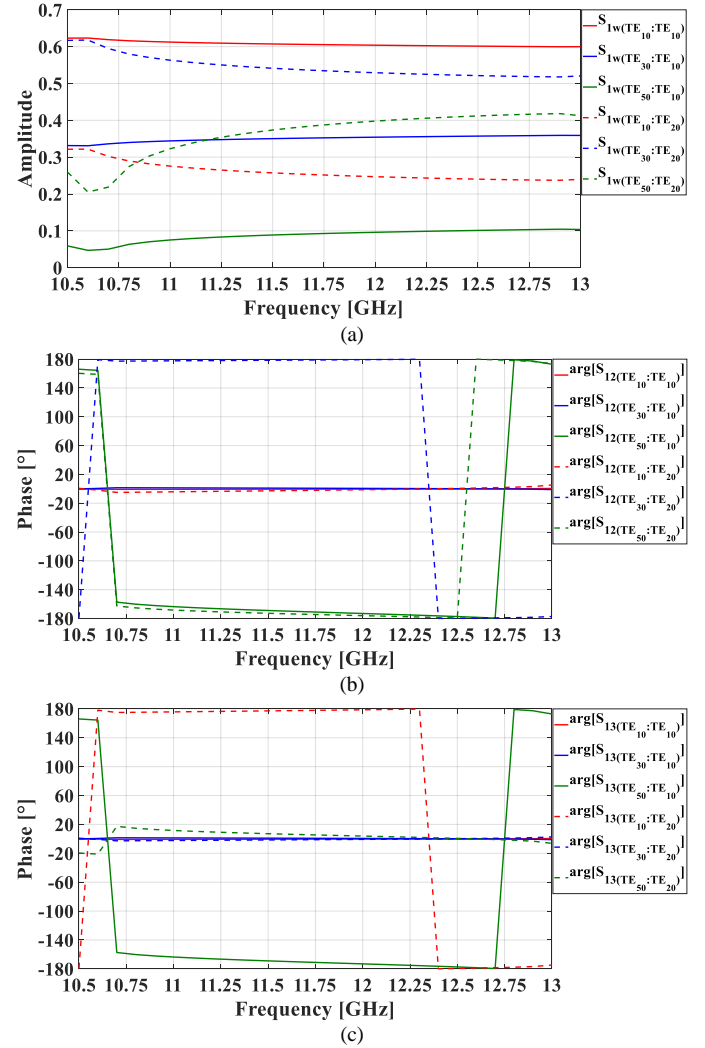 0.7
0.6
0.5
0.4
0.3
0.2
0.1
0
Amplitude
10.5 10.75 11 11.25 11.5 11.75 12 12.25 12.5 12.75 13
Frequency [GHz]
S1w(TE10:TE10)
S1w(TE30:TE10)
S1w(TE50:TE10)
S1w(TE10:TE20)
S1w(TE30:TE20)
S1w(TE50:TE20)
(a)
180
140
100
60
20
-20
-60
-100
-140
-180
Phase [°]
10.5 10.75 11 11.25 11.5 11.75 12 12.25 12.5 12.75 13
Frequency [GHz]
arg[S12(TE10:TE10)]
arg[S12(TE30:TE10)]
arg[S12(TE50:TE10)]
arg[S12(TE10:TE20)]
arg[S12(TE30:TE20)]
arg[S12(TE50:TE20)]
(b)
180
140
100
60
20
-20
-60
-100
-140
-180
Phase [°]
10.5 10.75 11 11.25 11.5 11.75 12 12.25 12.5 12.75 13
Frequency [GHz]
arg[S13(TE10:TE10)]
arg[S13(TE30:TE10)]
arg[S13(TE50:TE10)]
arg[S13(TE10:TE20)]
arg[S13(TE30:TE20)]
arg[S13(TE50:TE20)]
(c)